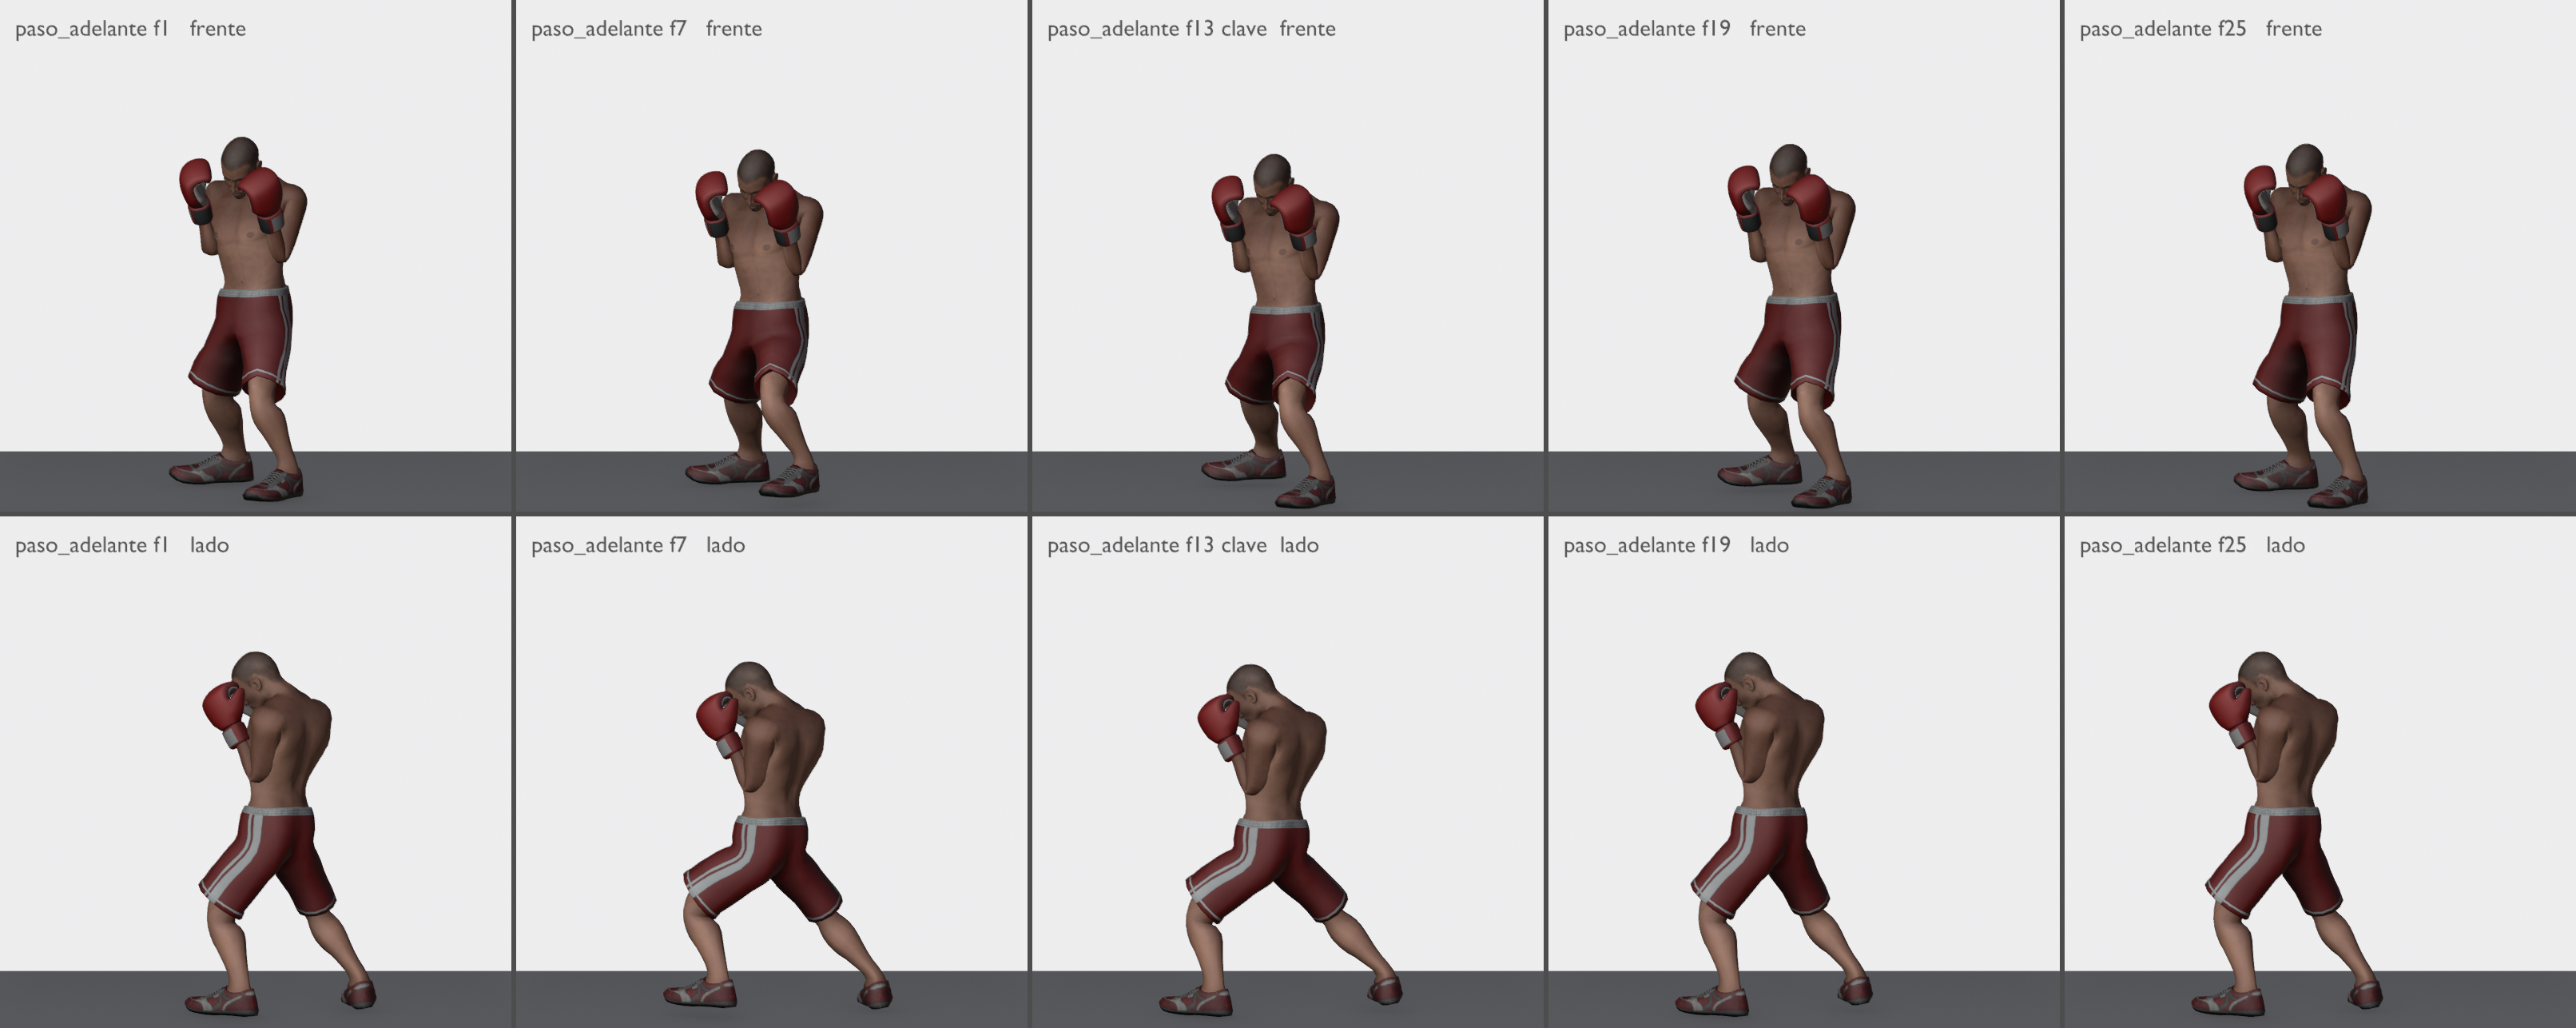 paso_adelante f1 frente
paso_adelante f7 frente
paso_adelante f13 clave frente
paso_adelante f19 frente
paso_adelante f25 frente
paso_adelante f1 lado
paso_adelante f7 lado
paso_adelante f13 clave lado
paso_adelante f19 lado
paso_adelante f25 lado